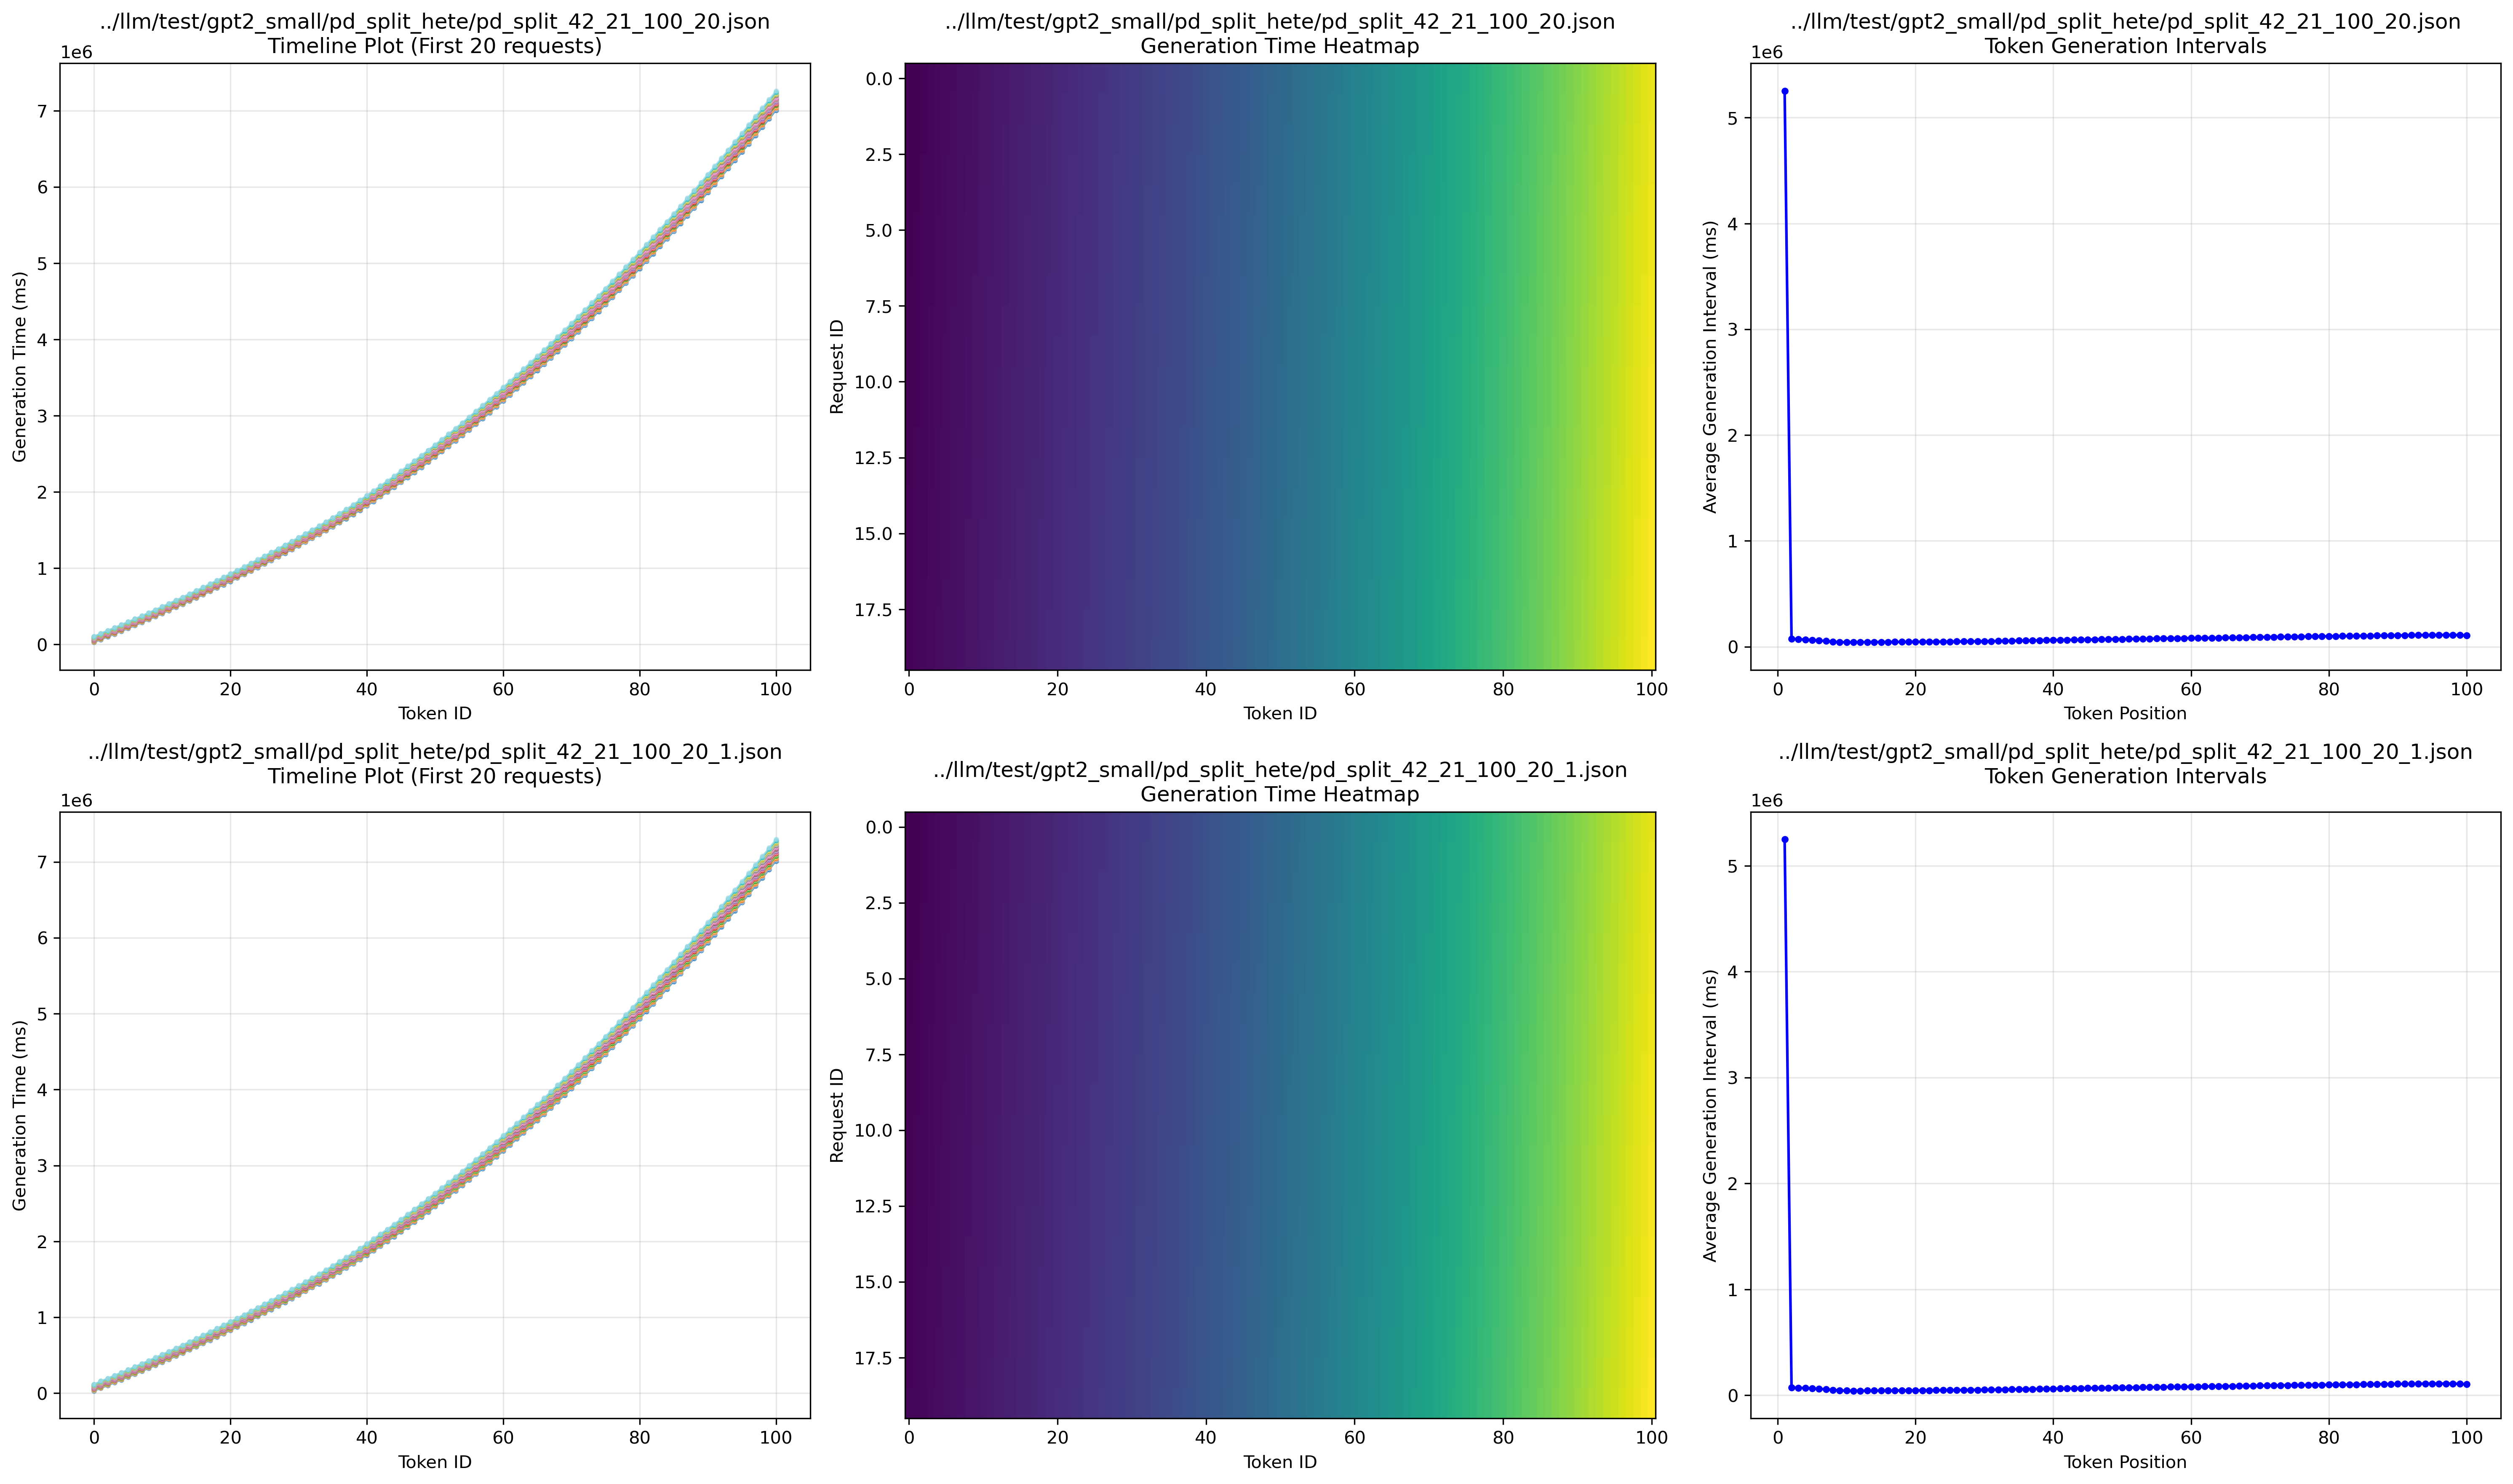 ../llm/test/gpt2_small/pd_split_hete/pd_split_42_21_100_20.json
Timeline Plot (First 20 requests)
1e6
7
6
5
4
3
2
1
0
Generation Time (ms)
0 20 40 60 80 100
Token ID
../llm/test/gpt2_small/pd_split_hete/pd_split_42_21_100_20.json
Generation Time Heatmap
0.0
2.5
5.0
7.5
10.0
12.5
15.0
17.5
Request ID
0 20 40 60 80 100
Token ID
../llm/test/gpt2_small/pd_split_hete/pd_split_42_21_100_20.json
Token Generation Intervals
1e6
5
4
3
2
1
0
Average Generation Interval (ms)
0 20 40 60 80 100
Token Position
../llm/test/gpt2_small/pd_split_hete/pd_split_42_21_100_20_1.json
Timeline Plot (First 20 requests)
1e6
7
6
5
4
3
2
1
0
Generation Time (ms)
0 20 40 60 80 100
Token ID
../llm/test/gpt2_small/pd_split_hete/pd_split_42_21_100_20_1.json
Generation Time Heatmap
0.0
2.5
5.0
7.5
10.0
12.5
15.0
17.5
Request ID
0 20 40 60 80 100
Token ID
../llm/test/gpt2_small/pd_split_hete/pd_split_42_21_100_20_1.json
Token Generation Intervals
1e6
5
4
3
2
1
0
Average Generation Interval (ms)
0 20 40 60 80 100
Token Position